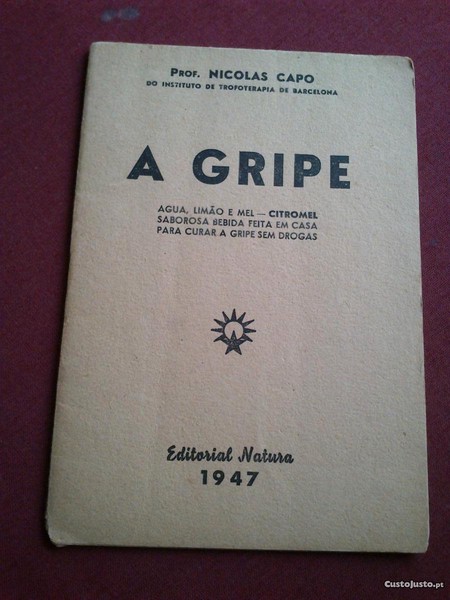 PROF. NICOLAS CAPO
DO INSTITUTO DE TROFOTERAPIA DE BARCELONA
A GRIPE
AGUA, LIMÃO E MEL — CITROMEL
SABOROSA BEBIDA FEITA EM CASA
PARA CURAR A GRIPE SEM DROGAS
Editorial Natura
1947
CustoJusto.pt